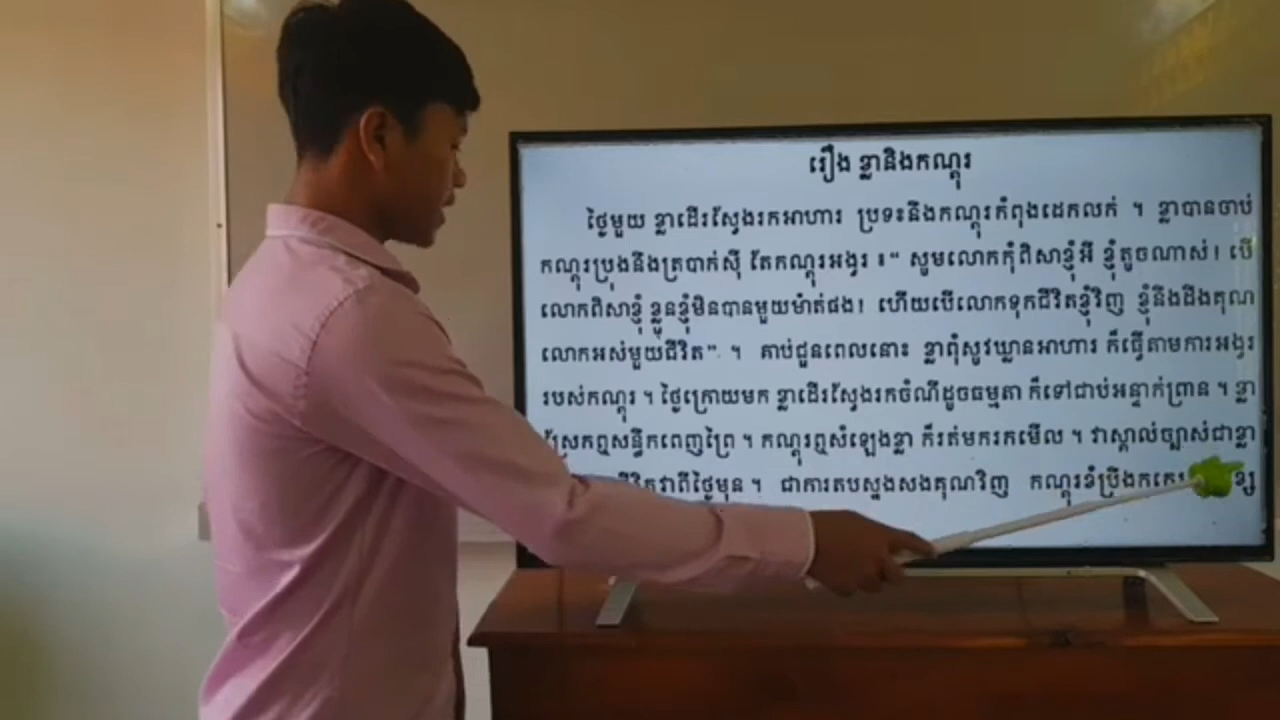 រឿង ខ្លានិងកណ្ដុរ
ថ្ងៃមួយ ខ្លាដើរស្វែងរកអាហារ ប្រទះនឹងកណ្ដុរកំពុងដេកលក់ ។ ខ្លាបានចាប់
កណ្ដុរប្រុងនឹងត្របាក់ស៊ី តែកណ្ដុរអង្វរ ៖“ សូមលោកកុំពិសាខ្ញុំអី ខ្ញុំតូចណាស់! បើ
លោកពិសាខ្ញុំ ខ្លួនខ្ញុំមិនបានមួយម៉ាត់ផង! ហើយបើលោកទុកជីវិតខ្ញុំវិញ ខ្ញុំនឹងដឹងគុណ
លោកអស់មួយជីវិត” ។ គាប់ជួនពេលនោះ ខ្លាពុំសូវឃ្លានអាហារ ក៏ធ្វើតាមការអង្វរ
របស់កណ្ដុរ ។ ថ្ងៃក្រោយមក ខ្លាដើរស្វែងរកចំណីដូចធម្មតា ក៏ទៅជាប់អន្ទាក់ព្រាន ។ ខ្លា
ស្រែកឮសន្ធឹកពេញព្រៃ ។ កណ្ដុរឮសំឡេងខ្លា ក៏រត់មករកមើល ។ វាស្គាល់ច្បាស់ជាខ្លា
ជីវិតវាពីថ្ងៃមុន ។ ជាការតបស្នងសងគុណវិញ កណ្ដុរខំប្រឹងកកេរ